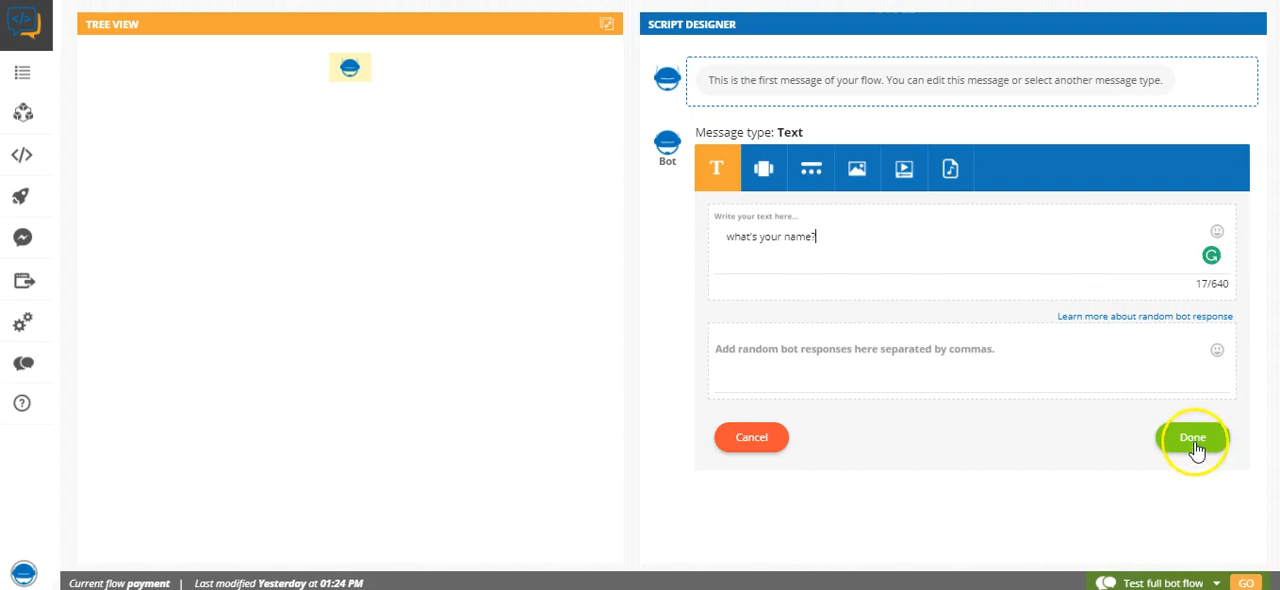 TREE VIEW
SCRIPT DESIGNER
This is the first message of your flow. You can edit this message or select another message type.
Message type: Text
Bot
T
Write your text here...
what's your name?
17/640
Learn more about random bot response
Add random bot responses here separated by commas.
Cancel
Done
Current flow payment | Last modified Yesterday at 01:24 PM
Test full bot flow
GO